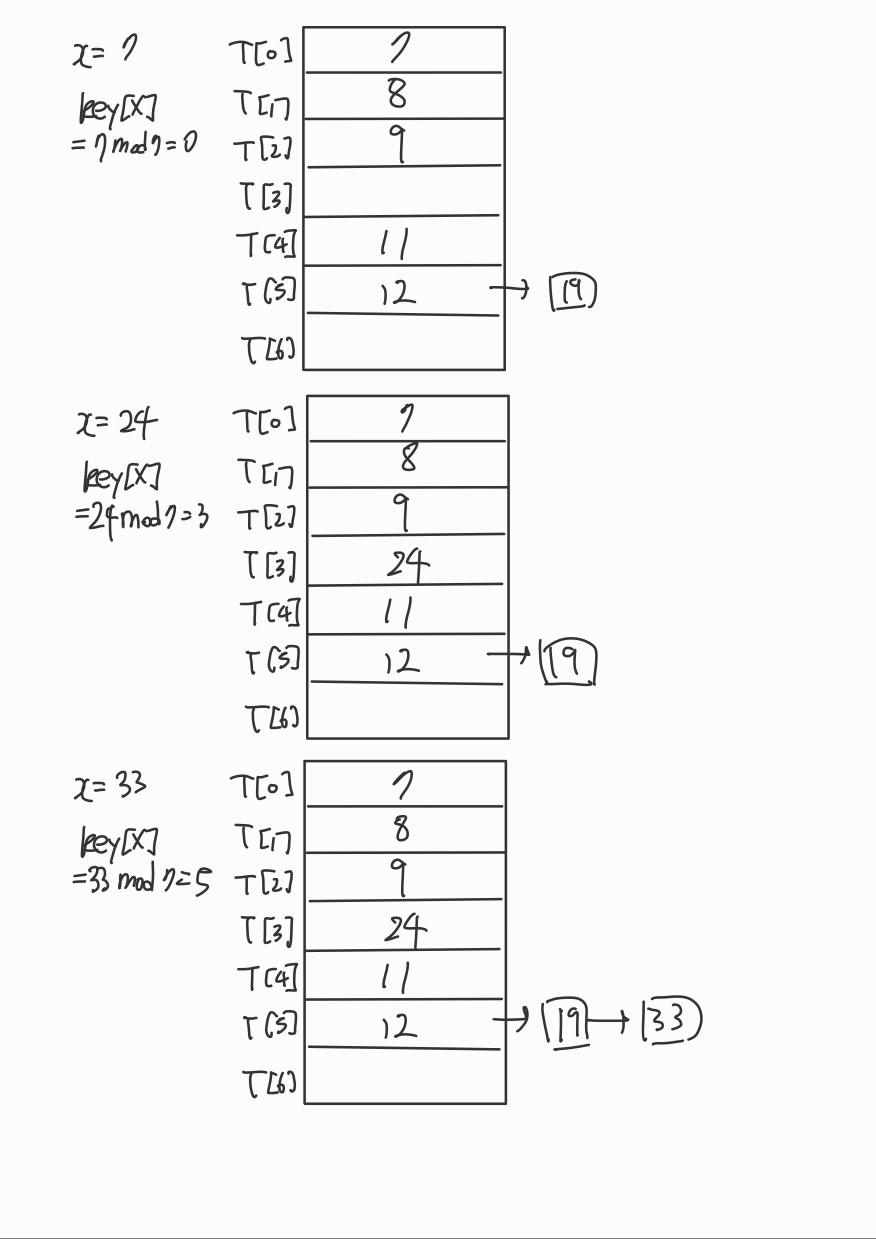 x = 7 T[0] 7
key[x] T[1] 8
= 7 mod 7 = 0 T[2] 9
T[3]
T[4] 11
T[5] 12 → 19
T[6]
x = 24 T[0] 7
key[x] T[1] 8
= 24 mod 7 = 3 T[2] 9
T[3] 24
T[4] 11
T[5] 12 → 19
T[6]
x = 33 T[0] 7
key[x] T[1] 8
= 33 mod 7 = 5 T[2] 9
T[3] 24
T[4] 11
T[5] 12 → 19 → 33
T[6]